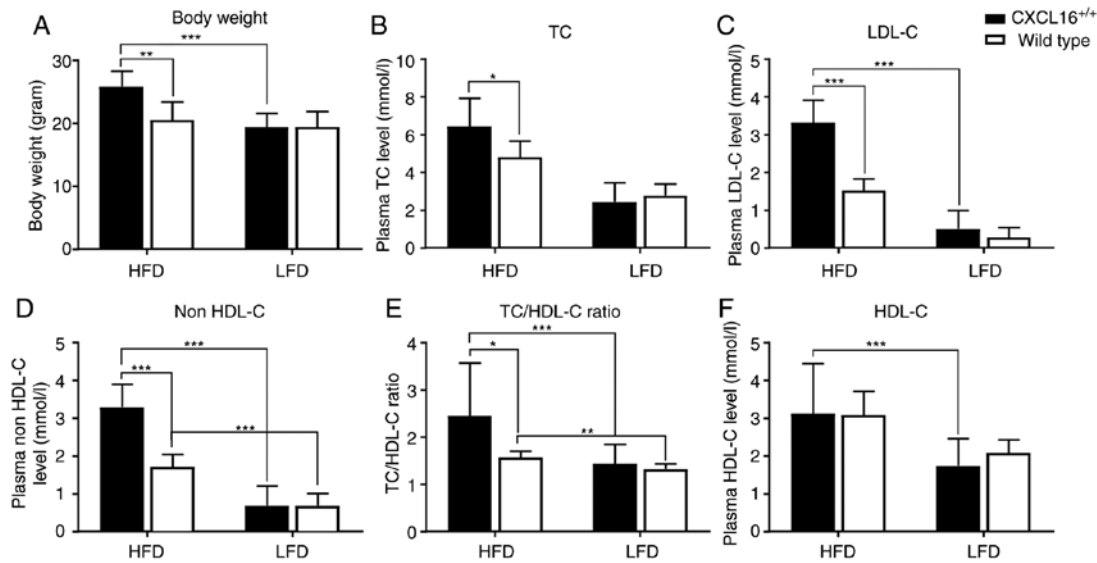 A
Body weight
Body weight (gram)
30
20
10
0
***
**
HFD
LFD
B
TC
Plasma TC level (mmol/l)
10
8
6
4
2
0
*
HFD
LFD
C
LDL-C
Plasma LDL-C level (mmol/l)
5
4
3
2
1
0
***
***
HFD
LFD
CXCL16+/+
Wild type
D
Non HDL-C
Plasma non HDL-C
level (mmol/l)
5
4
3
2
1
0
***
***
***
HFD
LFD
E
TC/HDL-C ratio
TC/HDL-C ratio
4
3
2
1
0
***
*
**
HFD
LFD
F
HDL-C
Plasma HDL-C level (mmol/l)
5
4
3
2
1
0
***
HFD
LFD